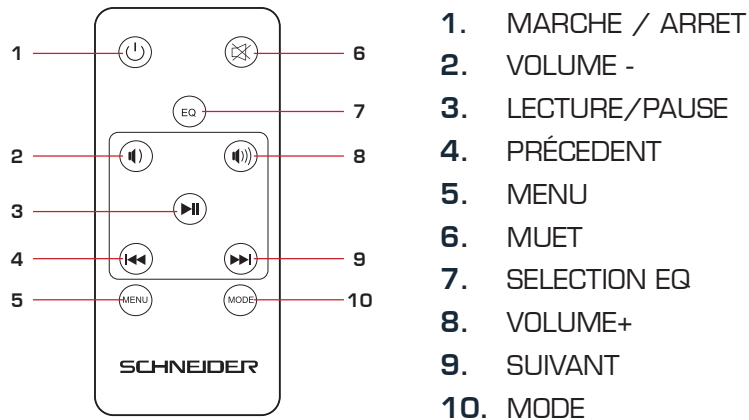 1
6
EQ
7
2
8
3
4
9
5
MENU
MODE
10
SCHNEIDER
1. MARCHE / ARRET
2. VOLUME -
3. LECTURE/PAUSE
4. PRÉCEDENT
5. MENU
6. MUET
7. SELECTION EQ
8. VOLUME+
9. SUIVANT
10. MODE